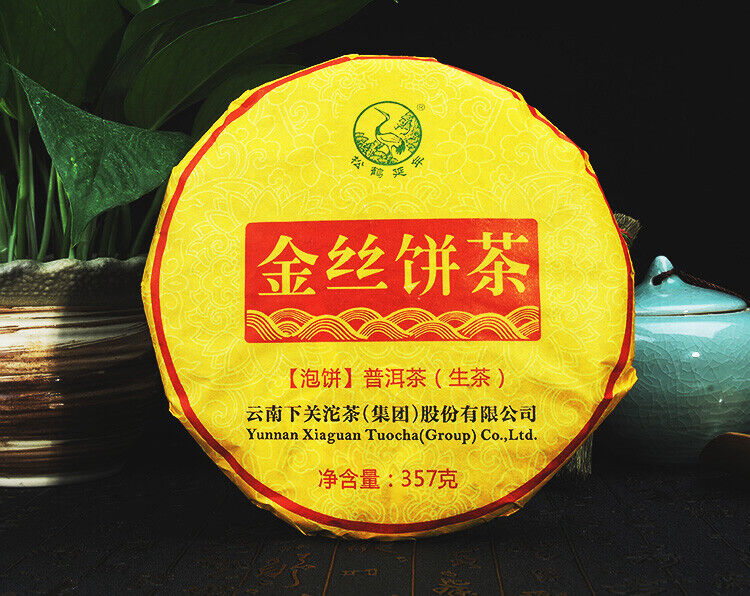 ®
松鹤延年
金丝饼茶
【泡饼】普洱茶（生茶）
云南下关沱茶(集团)股份有限公司
Yunnan Xiaguan Tuocha(Group) Co.,Ltd.
净含量：357克